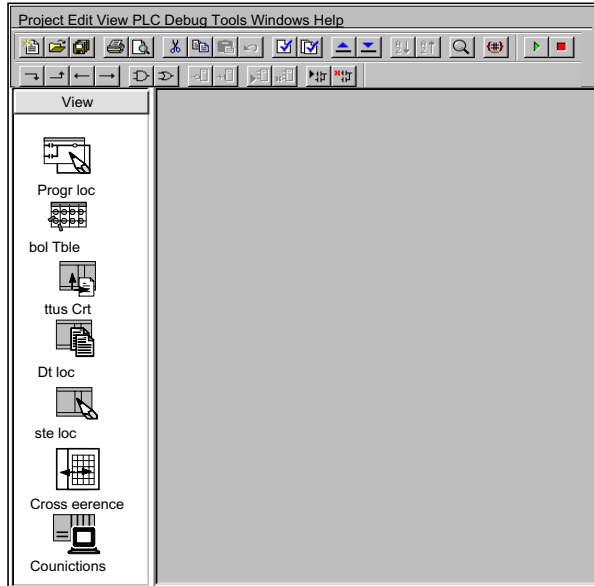 Project Edit View PLC Debug Tools Windows Help
View
Progr loc
bol Tble
ttus Crt
Dt loc
ste loc
Cross eerence
Counictions